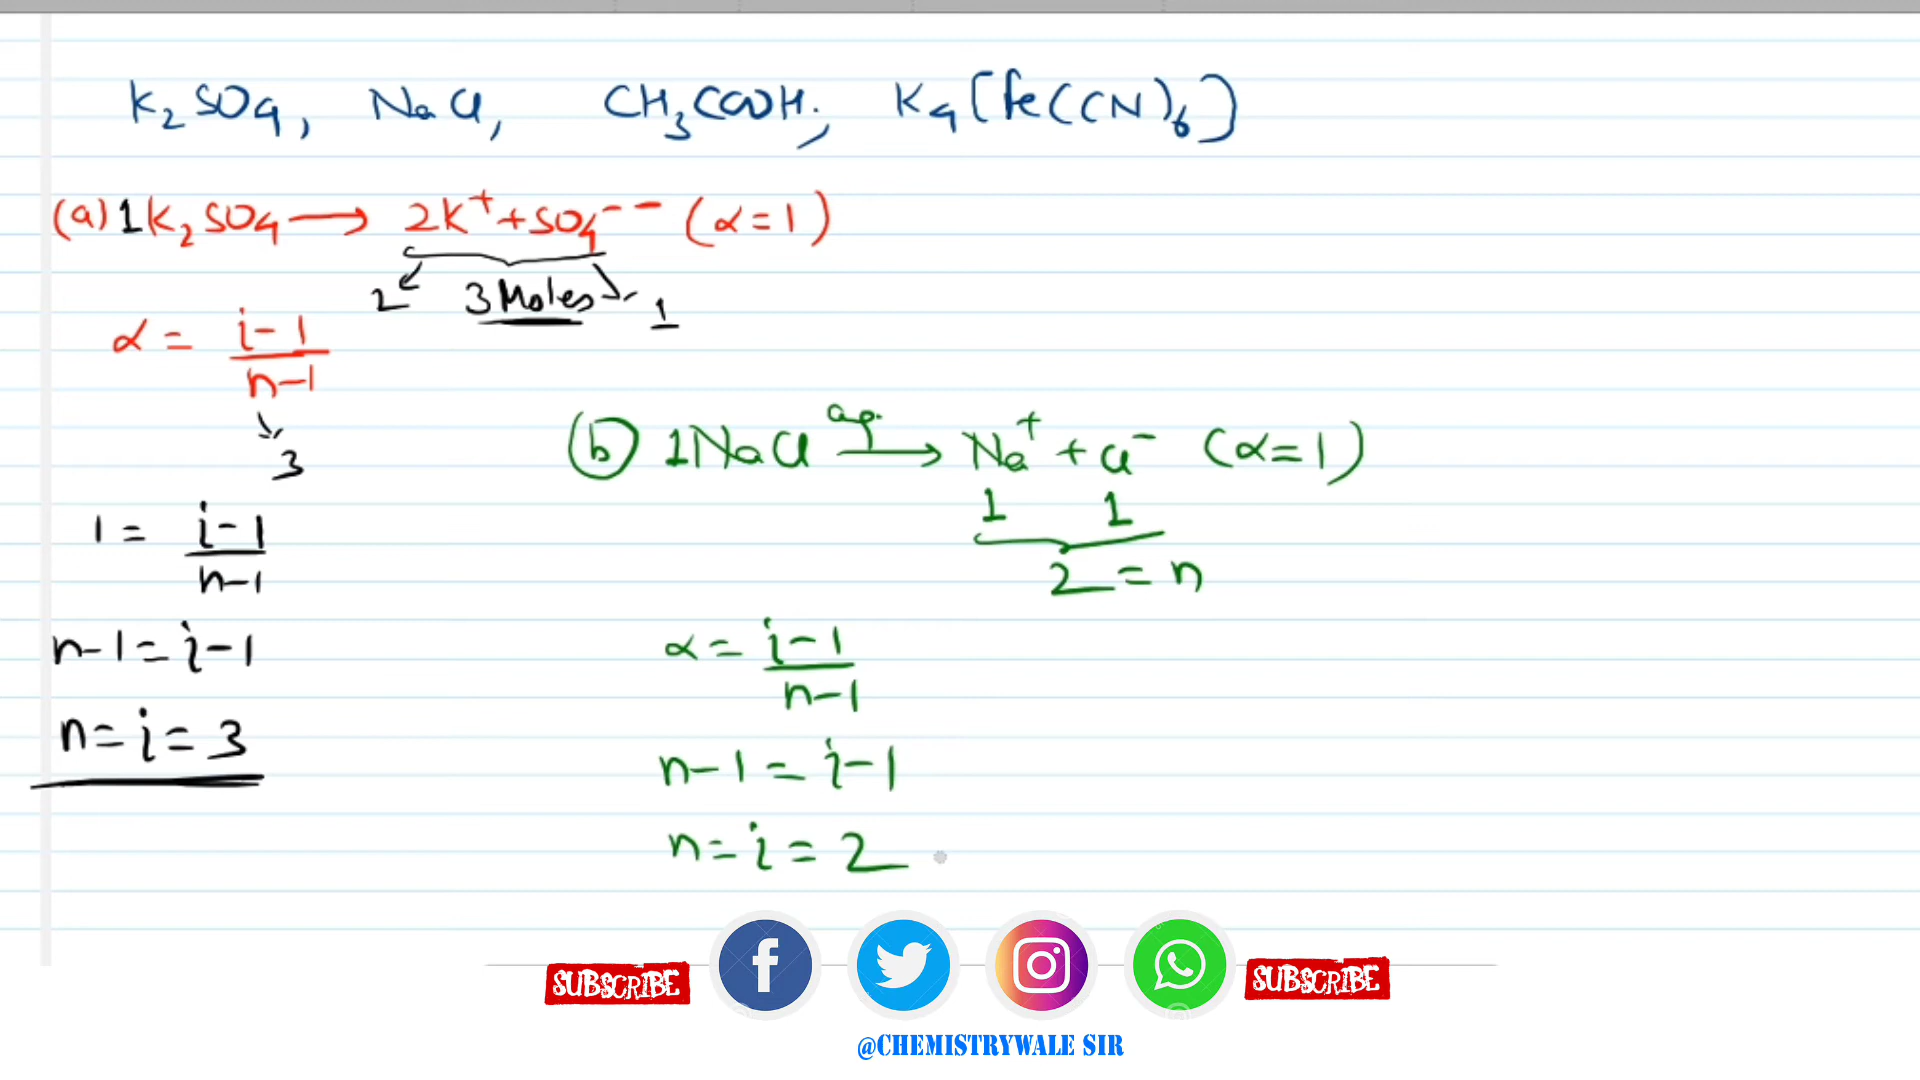 K₂SO₄, NaCl, CH₃COOH, K₄[Fe(CN)₆]
(a) 1K₂SO₄ ⟶ 2K⁺ + SO₄⁻⁻ (α = 1)
2 3 Moles 1
α = (i-1)/(n-1)
3
1 = (i-1)/(n-1)
n-1 = i-1
n = i = 3
(b) 1NaCl ⟶(aq.) Na⁺ + Cl⁻ (α = 1)
1 1
2 = n
α = (i-1)/(n-1)
n-1 = i-1
n = i = 2
SUBSCRIBE SUBSCRIBE
@CHEMISTRYWALE SIR